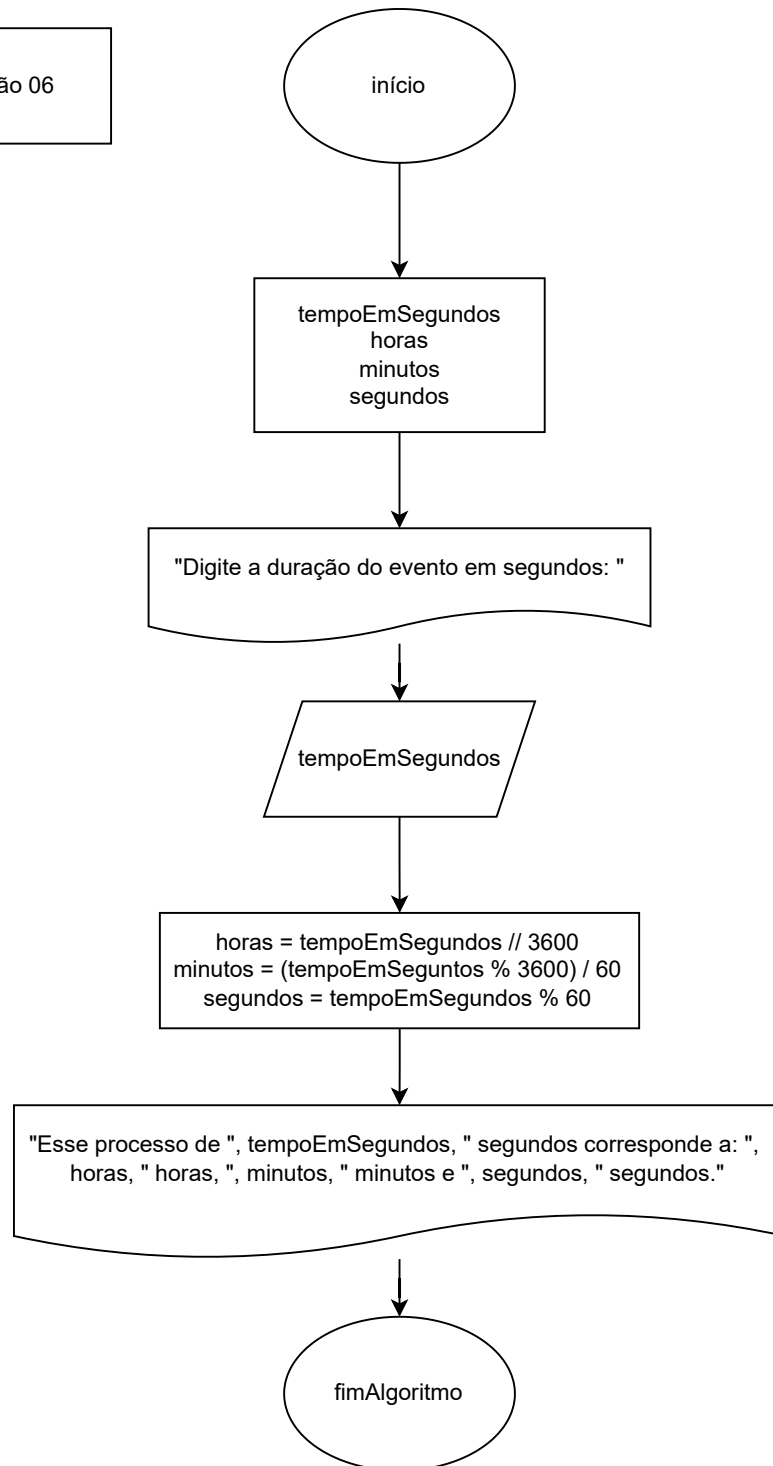 ão 06
início
tempoEmSegundos
horas
minutos
segundos
"Digite a duração do evento em segundos: "
tempoEmSegundos
horas = tempoEmSegundos // 3600
minutos = (tempoEmSeguntos % 3600) / 60
segundos = tempoEmSegundos % 60
"Esse processo de ", tempoEmSegundos, " segundos corresponde a: ",
horas, " horas, ", minutos, " minutos e ", segundos, " segundos."
fimAlgoritmo